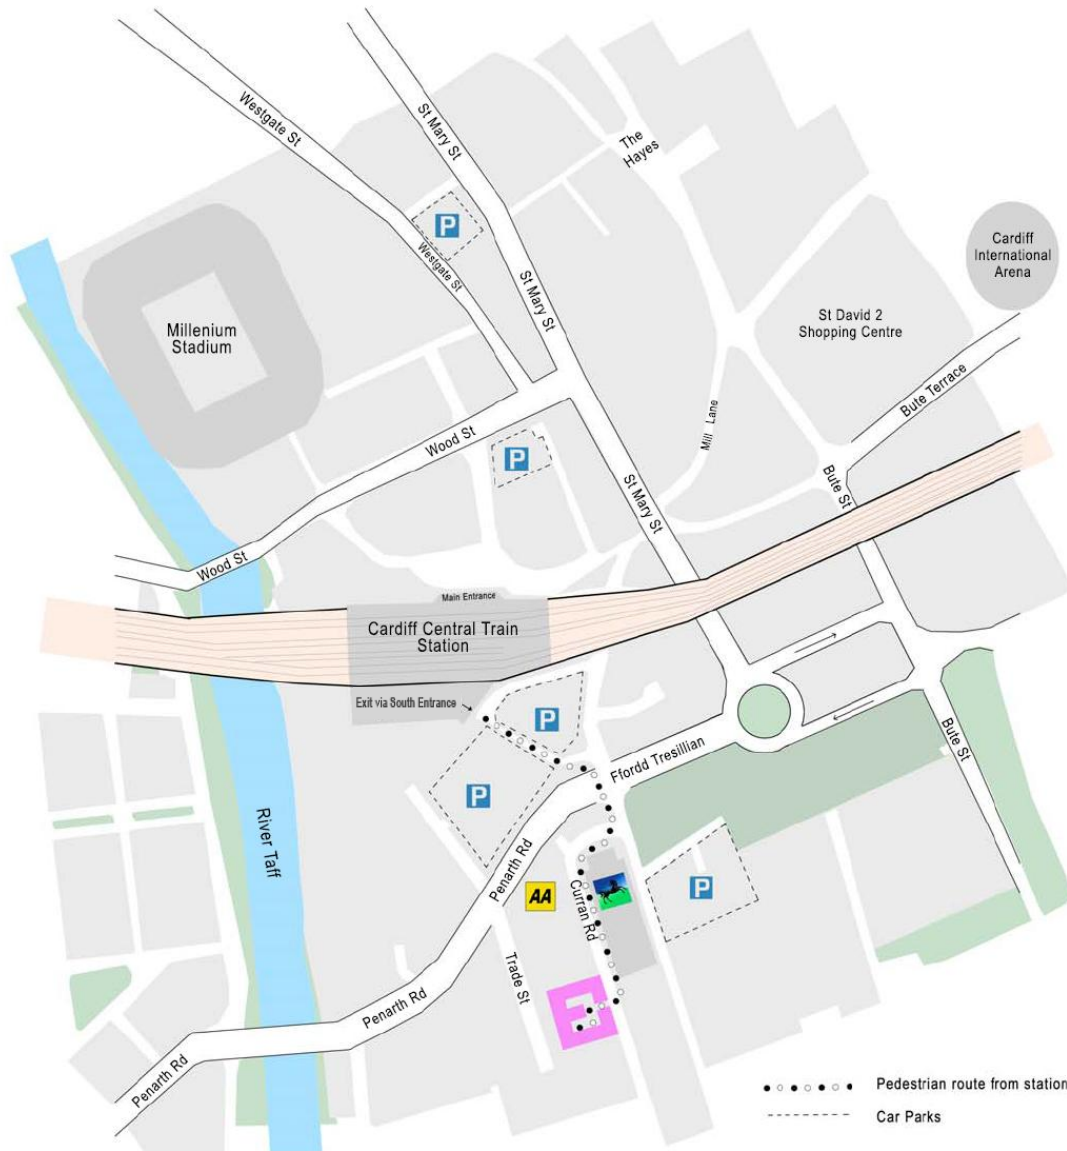 Westgate St
St Mary St
The
Hayes
P
Westgate St
Cardiff
International
Arena
St Mary St
Millenium
Stadium
St David 2
Shopping Centre
Bute Terrace
Mill Lane
Wood St
P
St Mary St
Bute St
Wood St
Main Entrance
Cardiff Central Train
Station
Exit via South Entrance
P
Bute St
Ffordd Tresillian
P
River Taff
Penarth Rd
AA
Curran Rd
P
Trade St
Penarth Rd
Penarth Rd
Pedestrian route from station
Car Parks